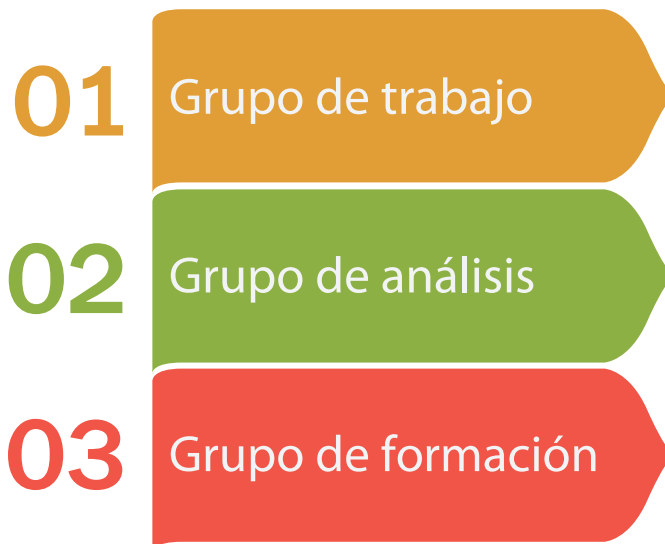 01 Grupo de trabajo
02 Grupo de análisis
03 Grupo de formación